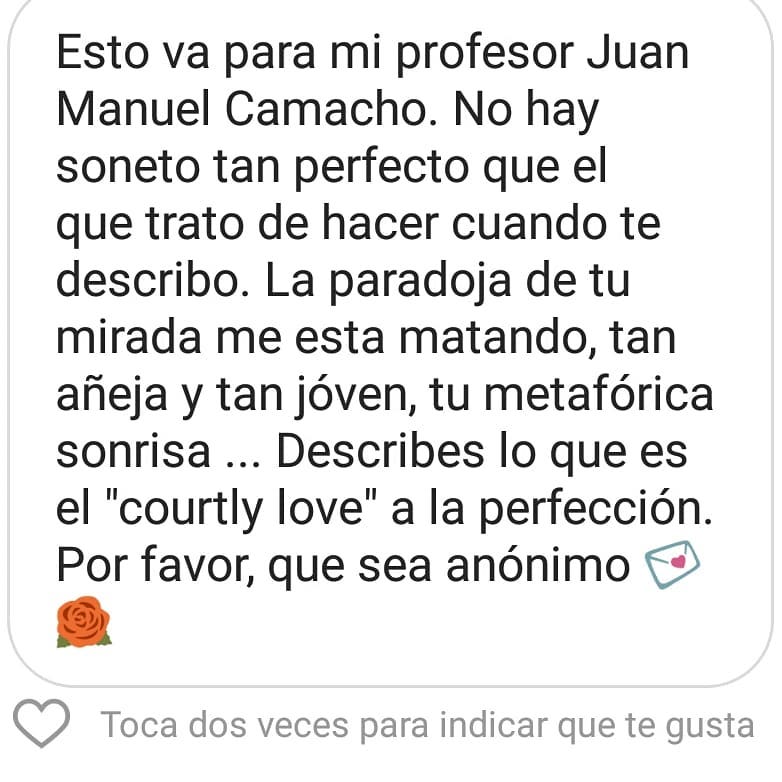 Esto va para mi profesor Juan
Manuel Camacho. No hay
soneto tan perfecto que el
que trato de hacer cuando te
describo. La paradoja de tu
mirada me esta matando, tan
añeja y tan jóven, tu metafórica
sonrisa ... Describes lo que es
el "courtly love" a la perfección.
Por favor, que sea anónimo 💌
🌹
Toca dos veces para indicar que te gusta